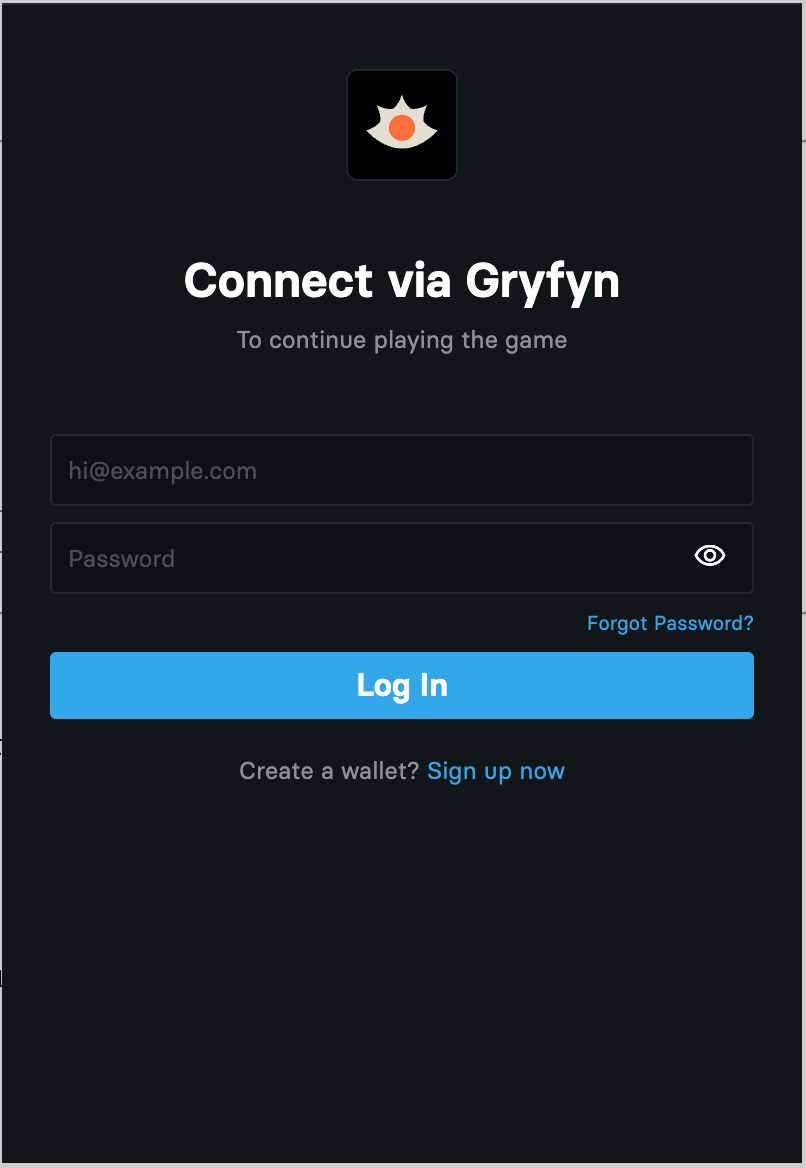 Connect via Gryfyn
To continue playing the game
hi@example.com
Password
Forgot Password?
Log In
Create a wallet? Sign up now